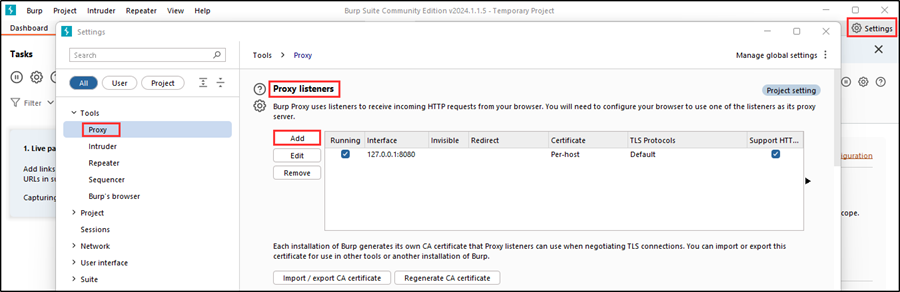 Burp Project Intruder Repeater View Help Burp Suite Community Edition v2024.1.1.5 - Temporary Project
Dashboard Settings Settings
Tasks
Search
Tools > Proxy
Manage global settings
All User Project
Filter
Proxy listeners
Project setting
Burp Proxy uses listeners to receive incoming HTTP requests from your browser. You will need to configure your browser to use one of the listeners as its proxy
server.
Tools
Proxy
Intruder
Repeater
Sequencer
Burp's browser
Project
Sessions
Network
User interface
Suite
1. Live pa
Add links
URLs in su
Capturing
Add
Edit
Remove
Running Interface Invisible Redirect Certificate TLS Protocols Support HTT...
127.0.0.1:8080 Per-host Default
iguration
cope.
Each installation of Burp generates its own CA certificate that Proxy listeners can use when negotiating TLS connections. You can import or export this
certificate for use in other tools or another installation of Burp.
Import / export CA certificate Regenerate CA certificate